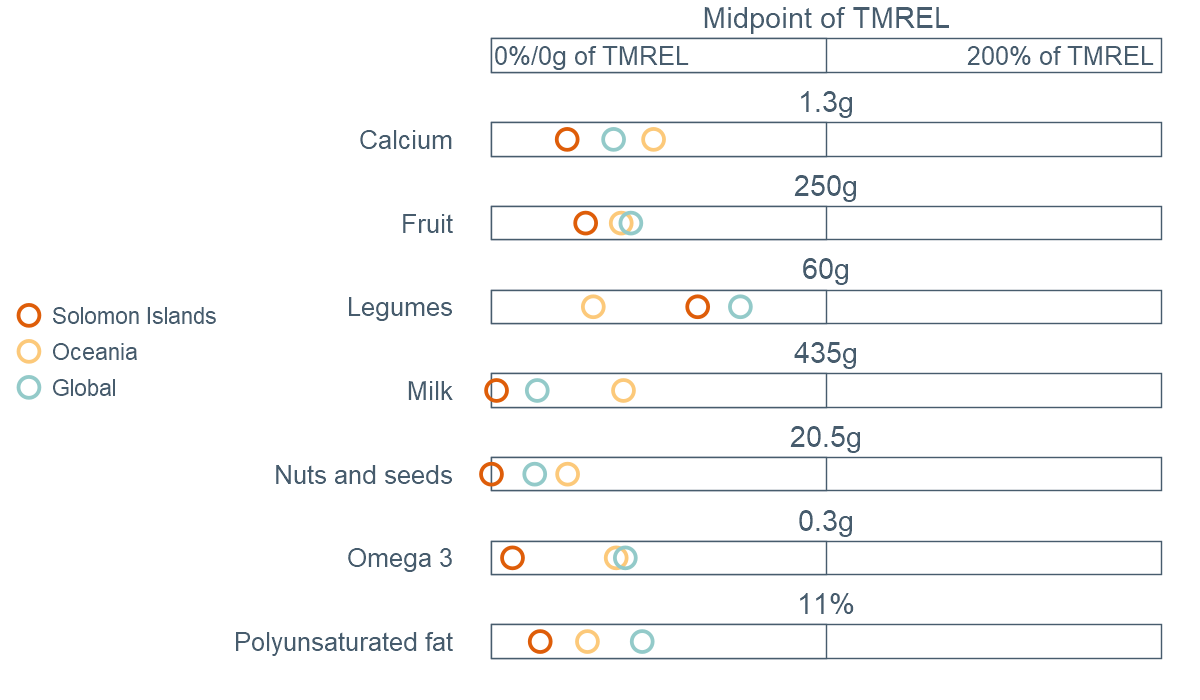 Midpoint of TMREL
0%/0g of TMREL
200% of TMREL
1.3g
Calcium
250g
Fruit
60g
Legumes
Solomon Islands
Oceania
Global
435g
Milk
20.5g
Nuts and seeds
0.3g
Omega 3
11%
Polyunsaturated fat